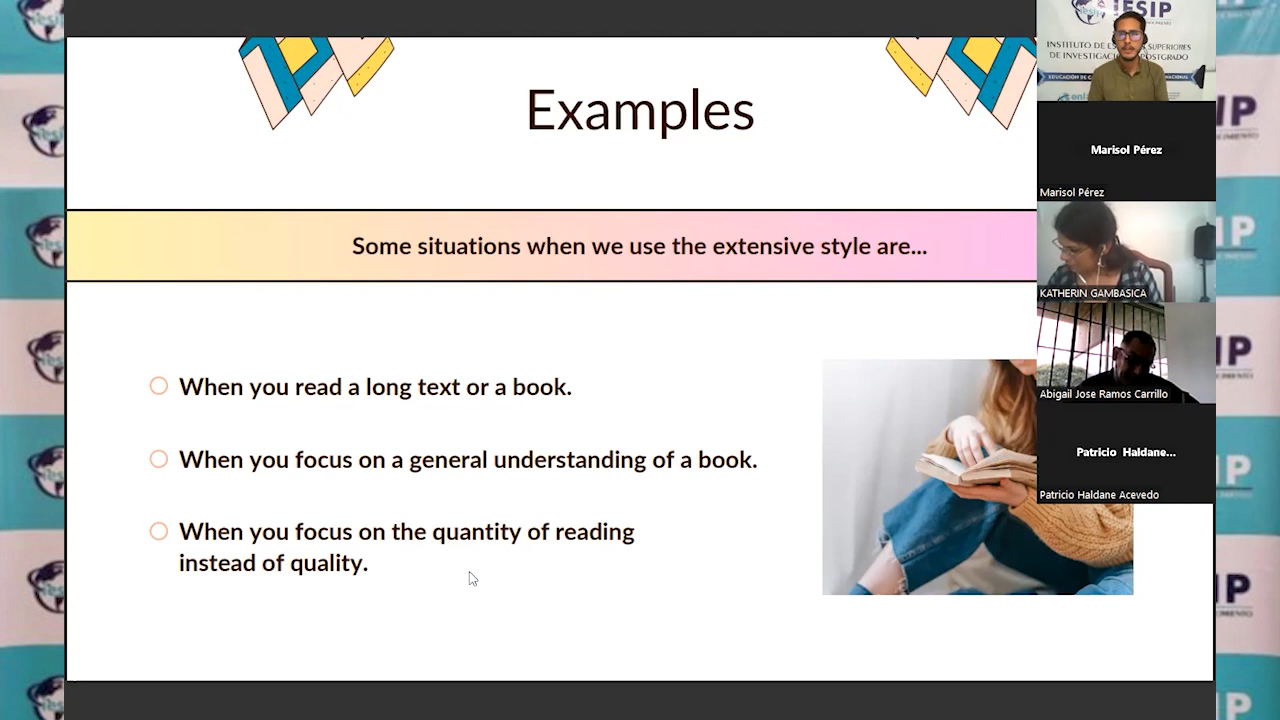 Examples
Some situations when we use the extensive style are...
When you read a long text or a book.
When you focus on a general understanding of a book.
When you focus on the quantity of reading
instead of quality.
IESIP
INSTITUTO DE ES SUPERIORES
DE INVESTIGACI POSTGRADO
Marisol Pérez
Marisol Pérez
KATHERIN GAMBASICA
Abigail Jose Ramos Carrillo
Patricio Haldane...
Patricio Haldane Acevedo